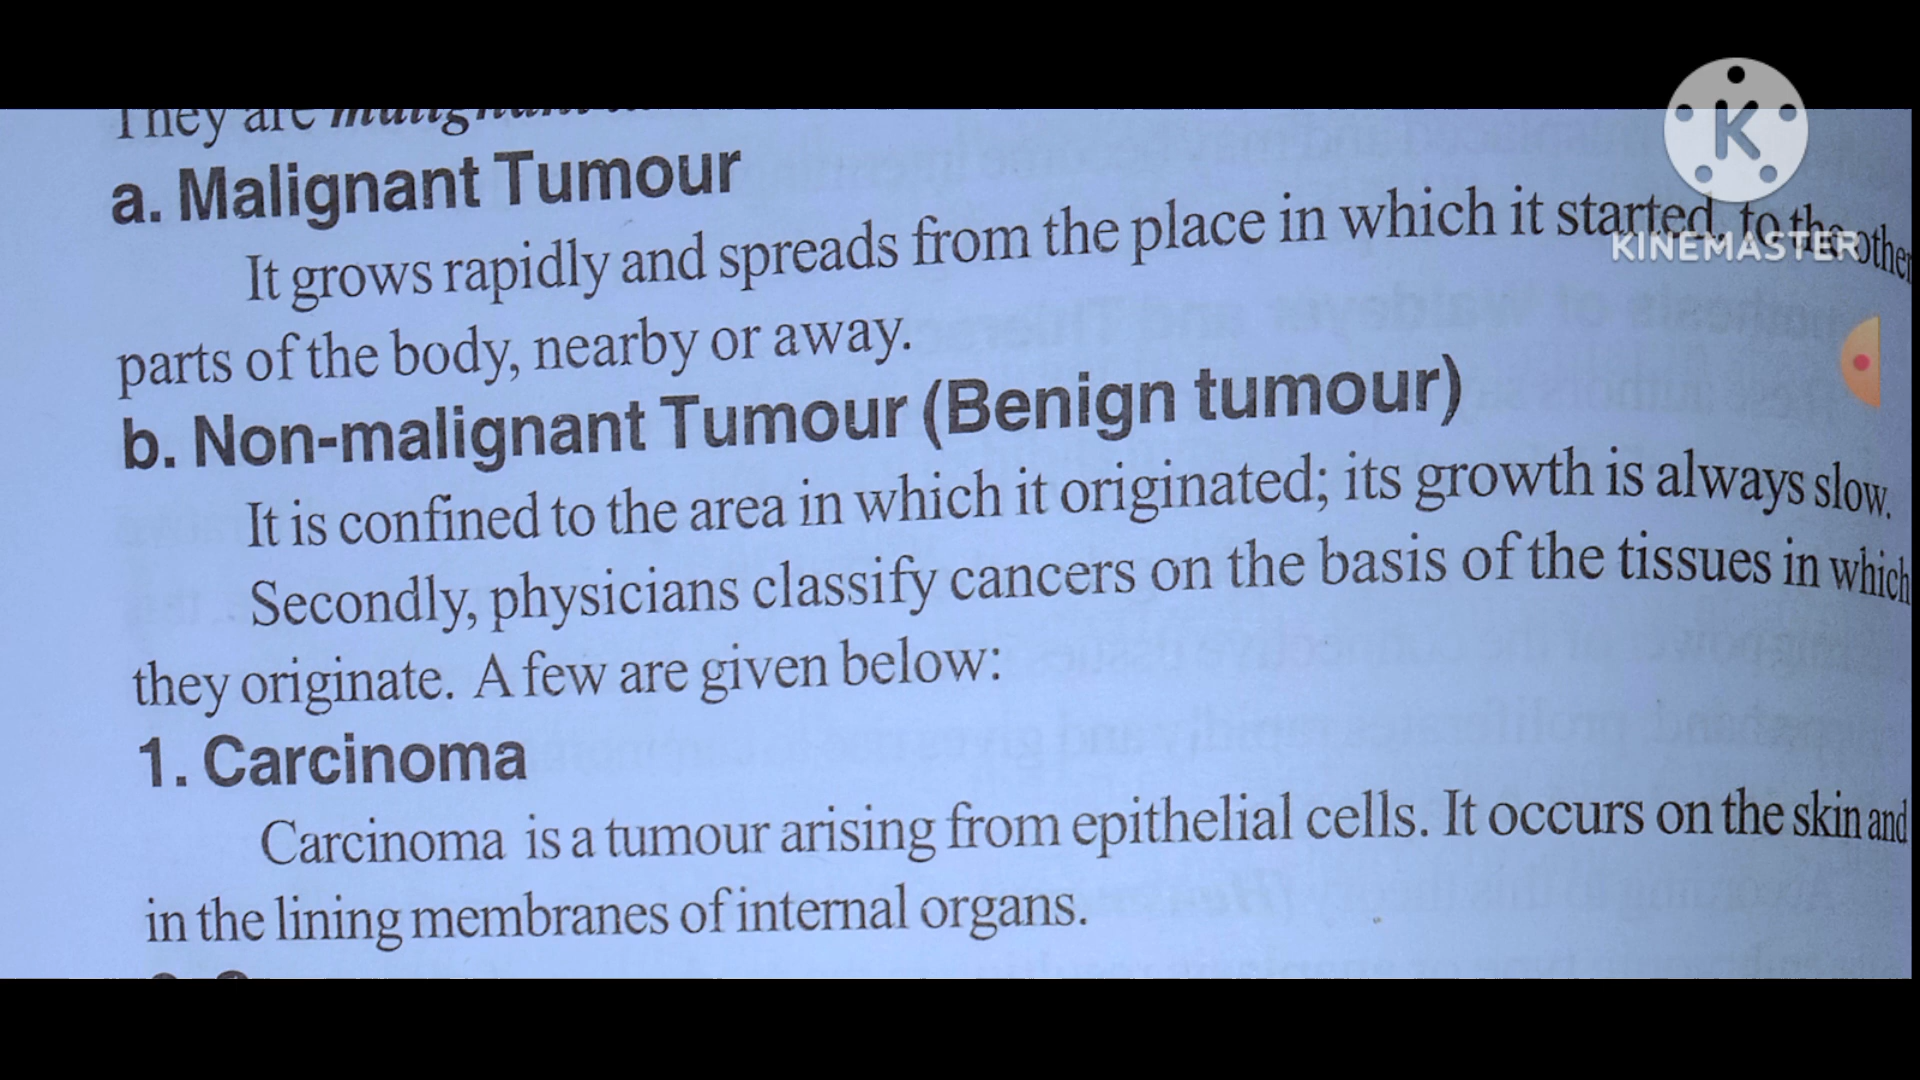 They are malignant
a. Malignant Tumour
It grows rapidly and spreads from the place in which it started, to the other
parts of the body, nearby or away.
b. Non-malignant Tumour (Benign tumour)
It is confined to the area in which it originated; its growth is always slow.
Secondly, physicians classify cancers on the basis of the tissues in which
they originate. A few are given below:
1. Carcinoma
Carcinoma is a tumour arising from epithelial cells. It occurs on the skin and
in the lining membranes of internal organs.
K
KINEMASTER